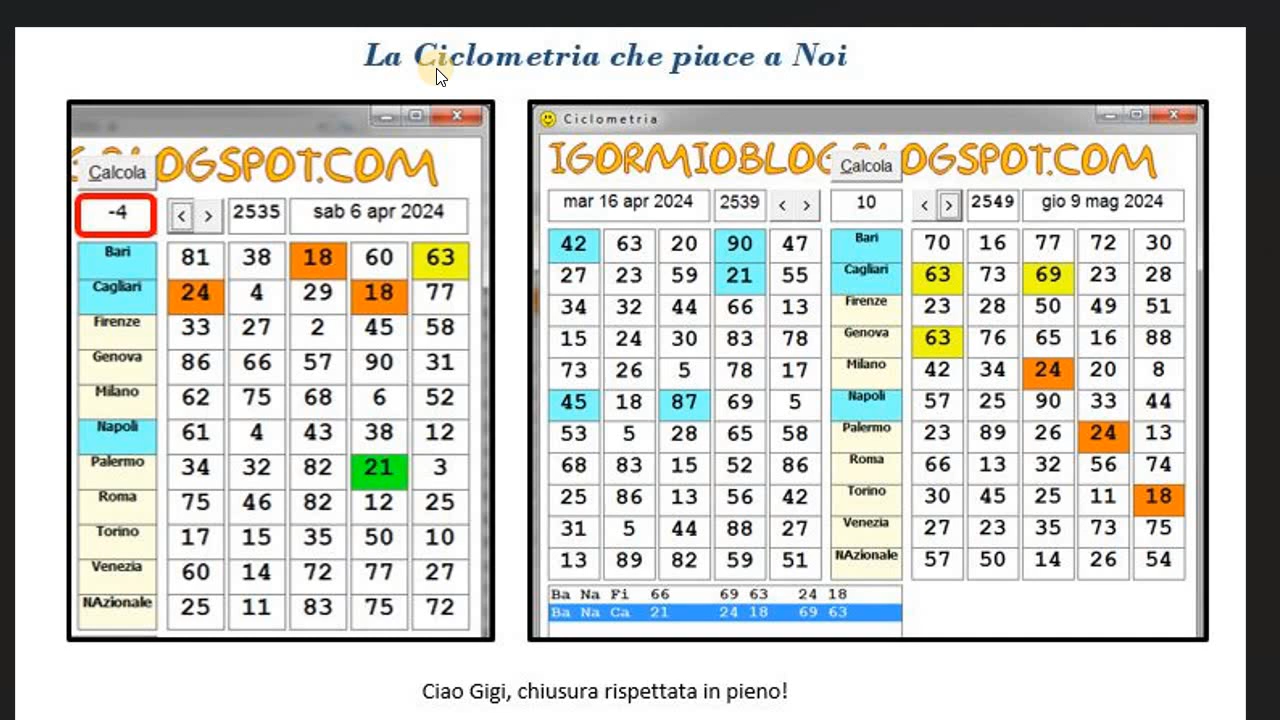 La Ciclometria che piace a Noi
Ciclometria
BLOGSPOT.COM
Calcola
-4 < > 2535 sab 6 apr 2024
Bari 81 38 18 60 63
Cagliari 24 4 29 18 77
Firenze 33 27 2 45 58
Genova 86 66 57 90 31
Milano 62 75 68 6 52
Napoli 61 4 43 38 12
Palermo 34 32 82 21 3
Roma 75 46 82 12 25
Torino 17 15 35 50 10
Venezia 60 14 72 77 27
NAzionale 25 11 83 75 72
IGORMIOBLOGSPOT.COM
Calcola
mar 16 apr 2024 2539 < > 10 < > 2549 gio 9 mag 2024
42 63 20 90 47 Bari 70 16 77 72 30
27 23 59 21 55 Cagliari 63 73 69 23 28
34 32 44 66 13 Firenze 23 28 50 49 51
15 24 30 83 78 Genova 63 76 65 16 88
73 26 5 78 17 Milano 42 34 24 20 8
45 18 87 69 5 Napoli 57 25 90 33 44
53 5 28 65 58 Palermo 23 89 26 24 13
68 83 15 52 86 Roma 66 13 32 56 74
25 86 13 56 42 Torino 30 45 25 11 18
31 5 44 88 27 Venezia 27 23 35 73 75
13 89 82 59 51 NAzionale 57 50 14 26 54
Ba Na Fi 66 69 63 24 18
Ba Na Ca 21 24 18 69 63
Ciao Gigi, chiusura rispettata in pieno!